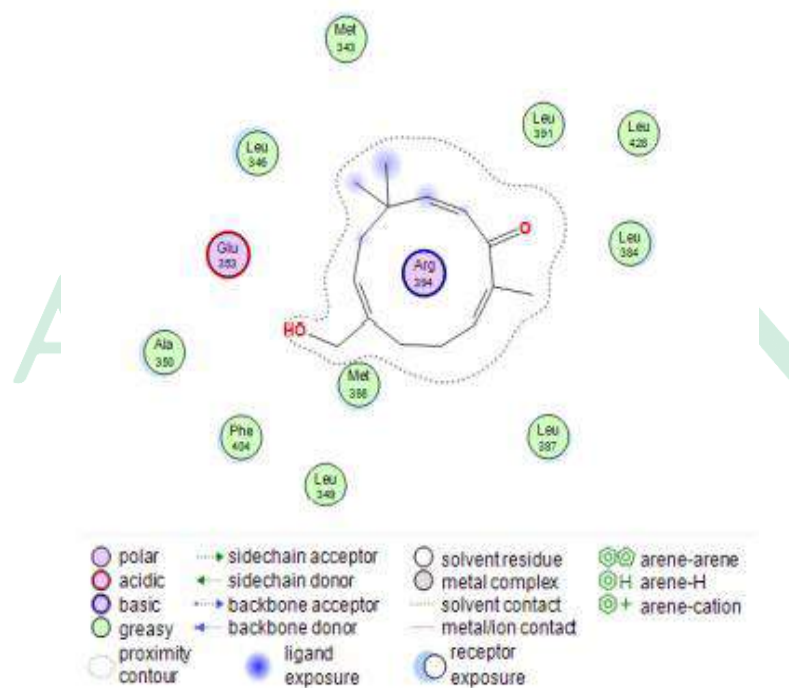 Met
343
Leu
391
Leu
428
Leu
346
Glu
353
O
Leu
384
Arg
394
HO
Ala
350
Met
388
Phe
404
Leu
387
Leu
349
polar
acidic
basic
greasy
proximity
contour
sidechain acceptor
sidechain donor
backbone acceptor
backbone donor
ligand
exposure
solvent residue
metal complex
solvent contact
metal/ion contact
receptor
exposure
arene-arene
H arene-H
+ arene-cation